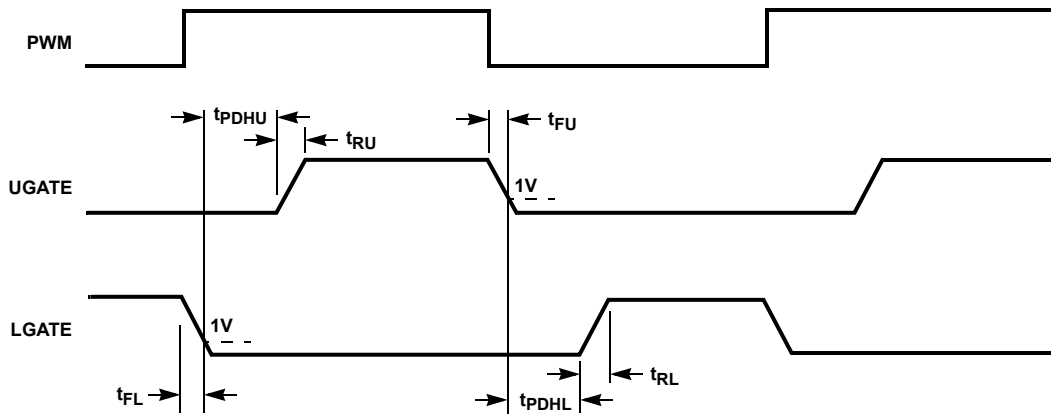 PWM
tPDHU
tRU
tFU
UGATE
1V
LGATE
1V
tFL
tRL
tPDHL